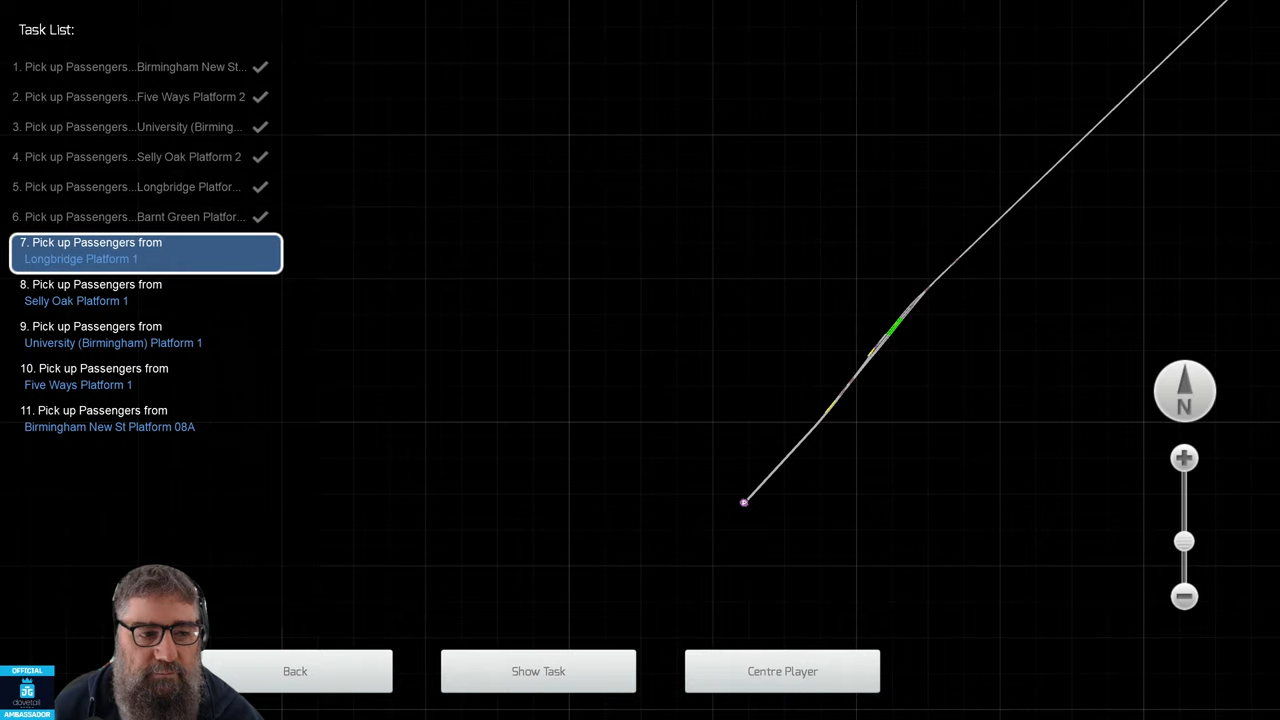 Task List:
1. Pick up Passengers...Birmingham New St...
2. Pick up Passengers...Five Ways Platform 2
3. Pick up Passengers...University (Birming...
4. Pick up Passengers...Selly Oak Platform 2
5. Pick up Passengers...Longbridge Platfor...
6. Pick up Passengers...Barnt Green Platfor...
7. Pick up Passengers from
Longbridge Platform 1
8. Pick up Passengers from
Selly Oak Platform 1
9. Pick up Passengers from
University (Birmingham) Platform 1
10. Pick up Passengers from
Five Ways Platform 1
11. Pick up Passengers from
Birmingham New St Platform 08A
N
Back
Show Task
Centre Player
OFFICIAL
dovetail
AMBASSADOR